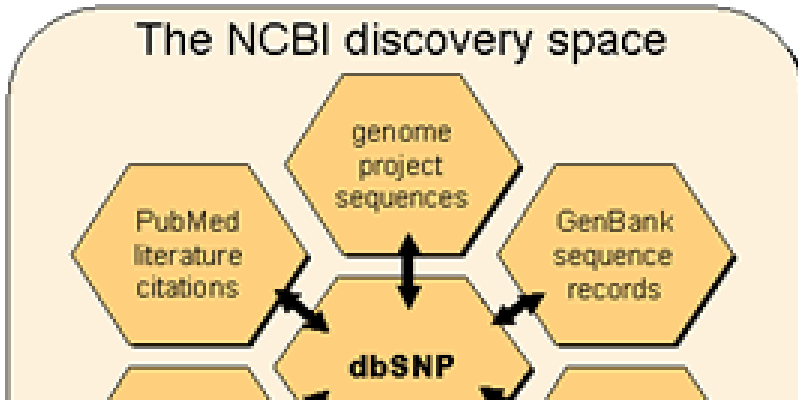 The NCBI discovery space
genome
project
sequences
PubMed
literature
citations
GenBank
sequence
records
dbSNP